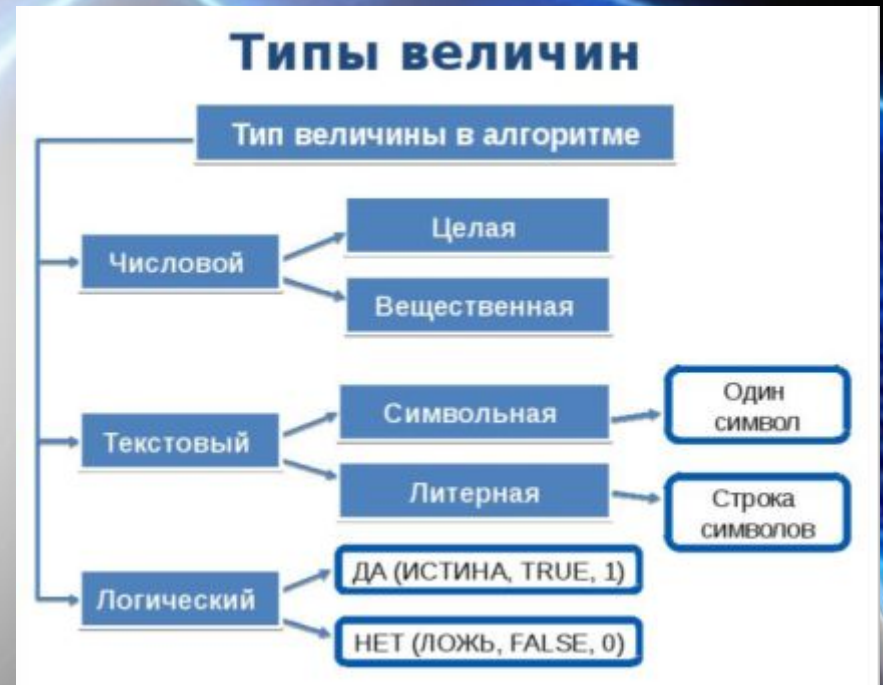 Типы величин
Тип величины в алгоритме
Числовой
Целая
Вещественная
Текстовый
Символьная
Один
символ
Литерная
Строка
символов
Логический
ДА (ИСТИНА, TRUE, 1)
НЕТ (ЛОЖЬ, FALSE, 0)